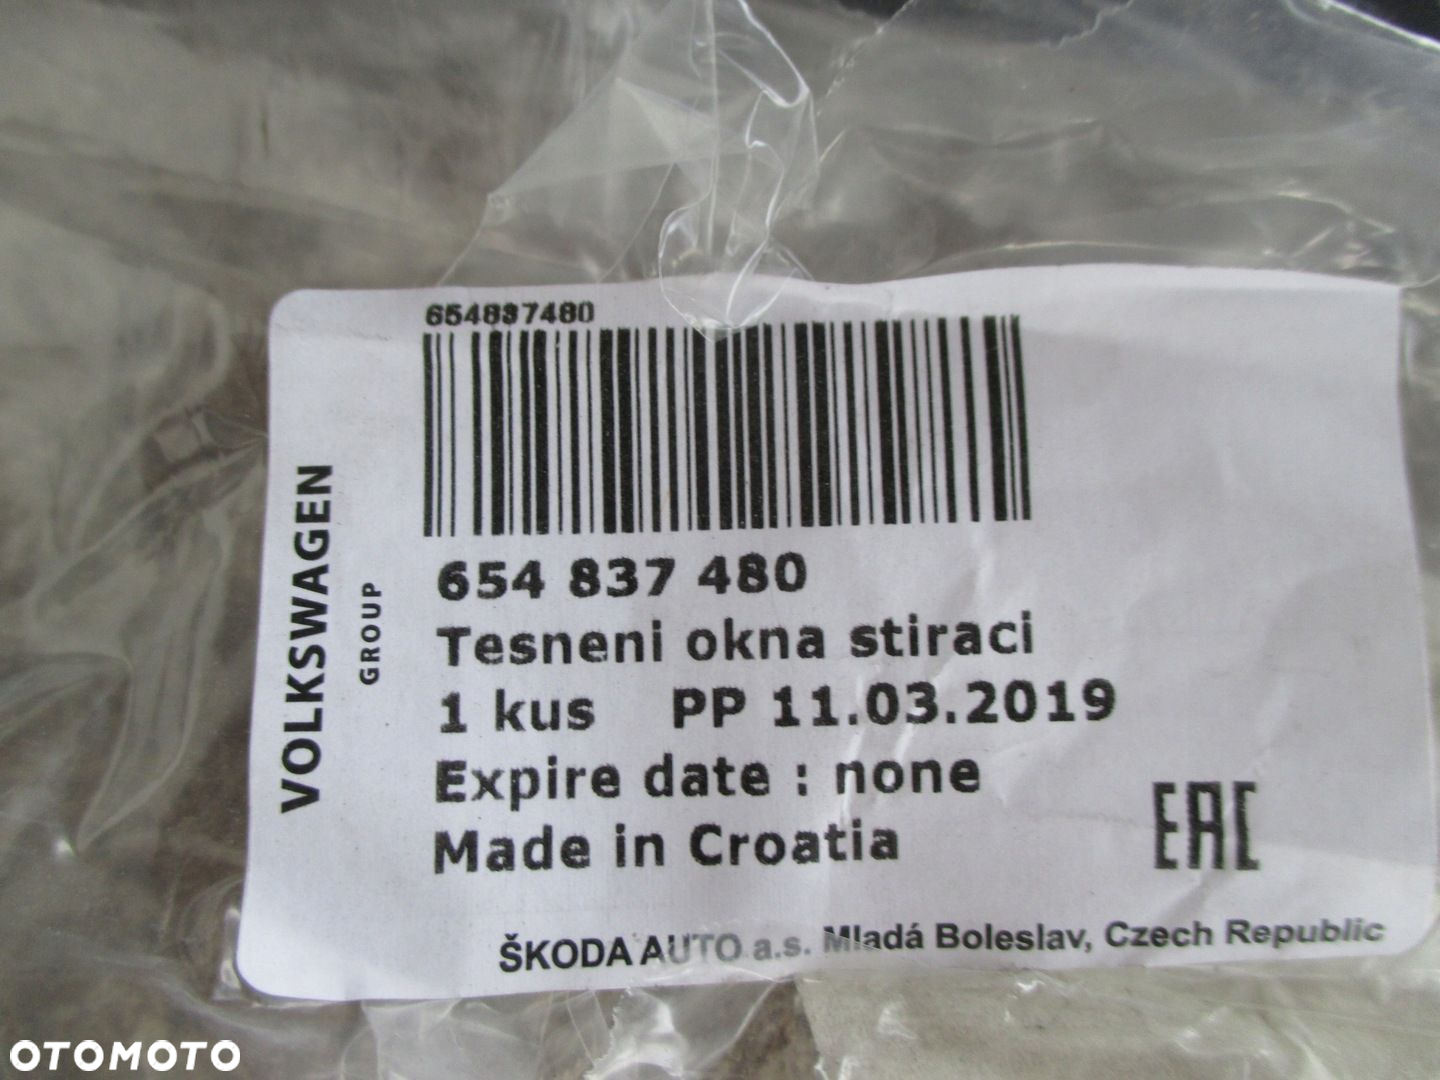 654837480
VOLKSWAGEN
GROUP
654 837 480
Tesneni okna stiraci
1 kus PP 11.03.2019
Expire date : none
Made in Croatia
EAC
ŠKODA AUTO a.s. Mladá Boleslav, Czech Republic
OTOMOTO